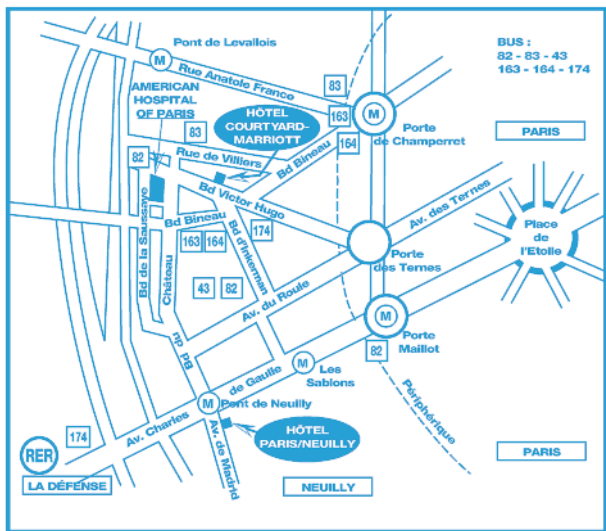 Pont de Levallois
M
Rue Anatole France
BUS :
82 - 83 - 43
163 - 164 - 174
AMERICAN
HOSPITAL
OF PARIS
HÔTEL
COURTYARD-
MARRIOTT
83
83
163
M
164
Porte
de Champerret
PARIS
Rue de Villiers
82
Bd Bineau
Bd Victor Hugo
Av. des Ternes
Bd de la Saussaye
Château
Bd du
Bd Bineau
163
164
174
Bd d'Inkerman
43
82
Place
de
l'Etoile
Porte
des Ternes
Av. du Roule
M
Porte
Maillot
82
M
Les
Sablons
Périphérique
de Gaulle
Av. Charles
M
Pont de Neuilly
HÔTEL
PARIS/NEUILLY
Av. de Madrid
174
RER
LA DÉFENSE
NEUILLY
PARIS